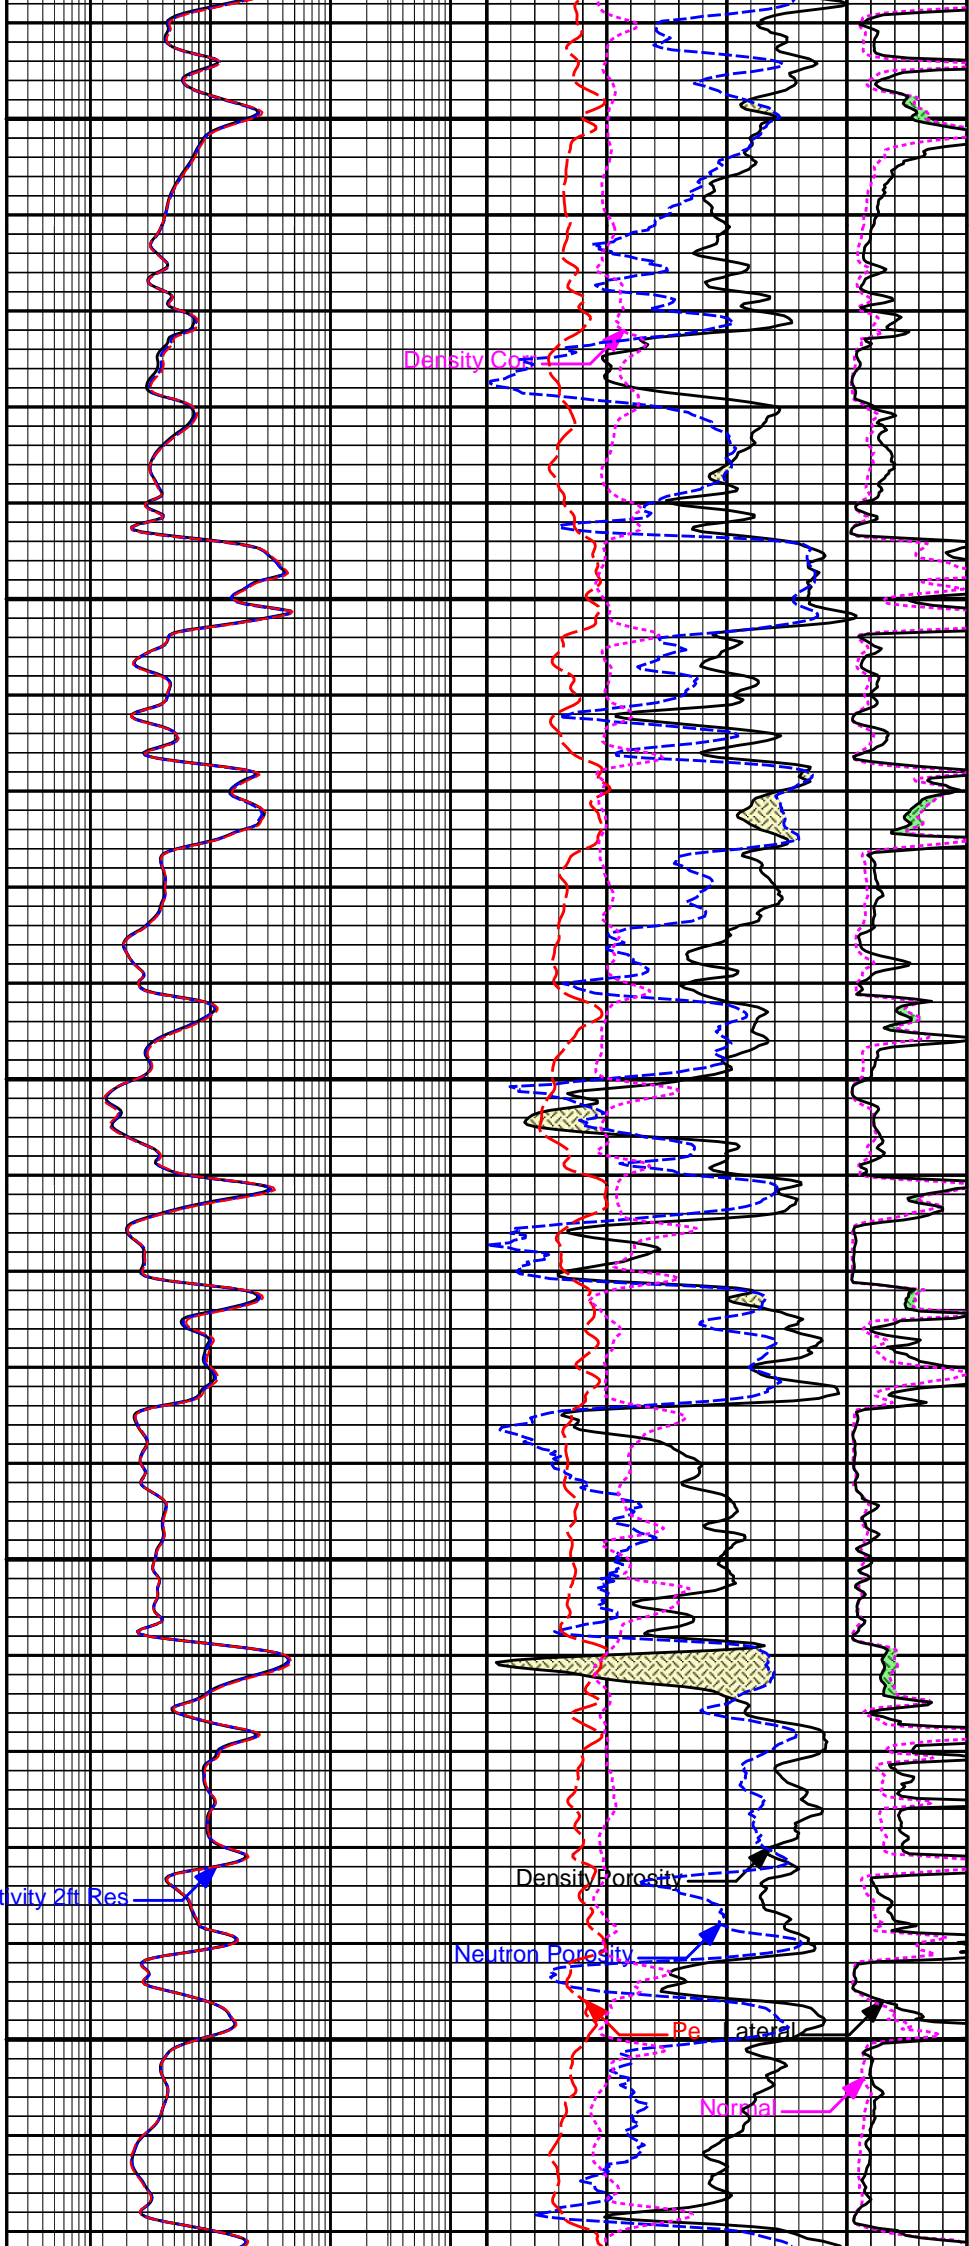 Density Corr
tivity 2ft Res
DensityPorosity
Neutron Porosity
Pe
Lateral
Normal